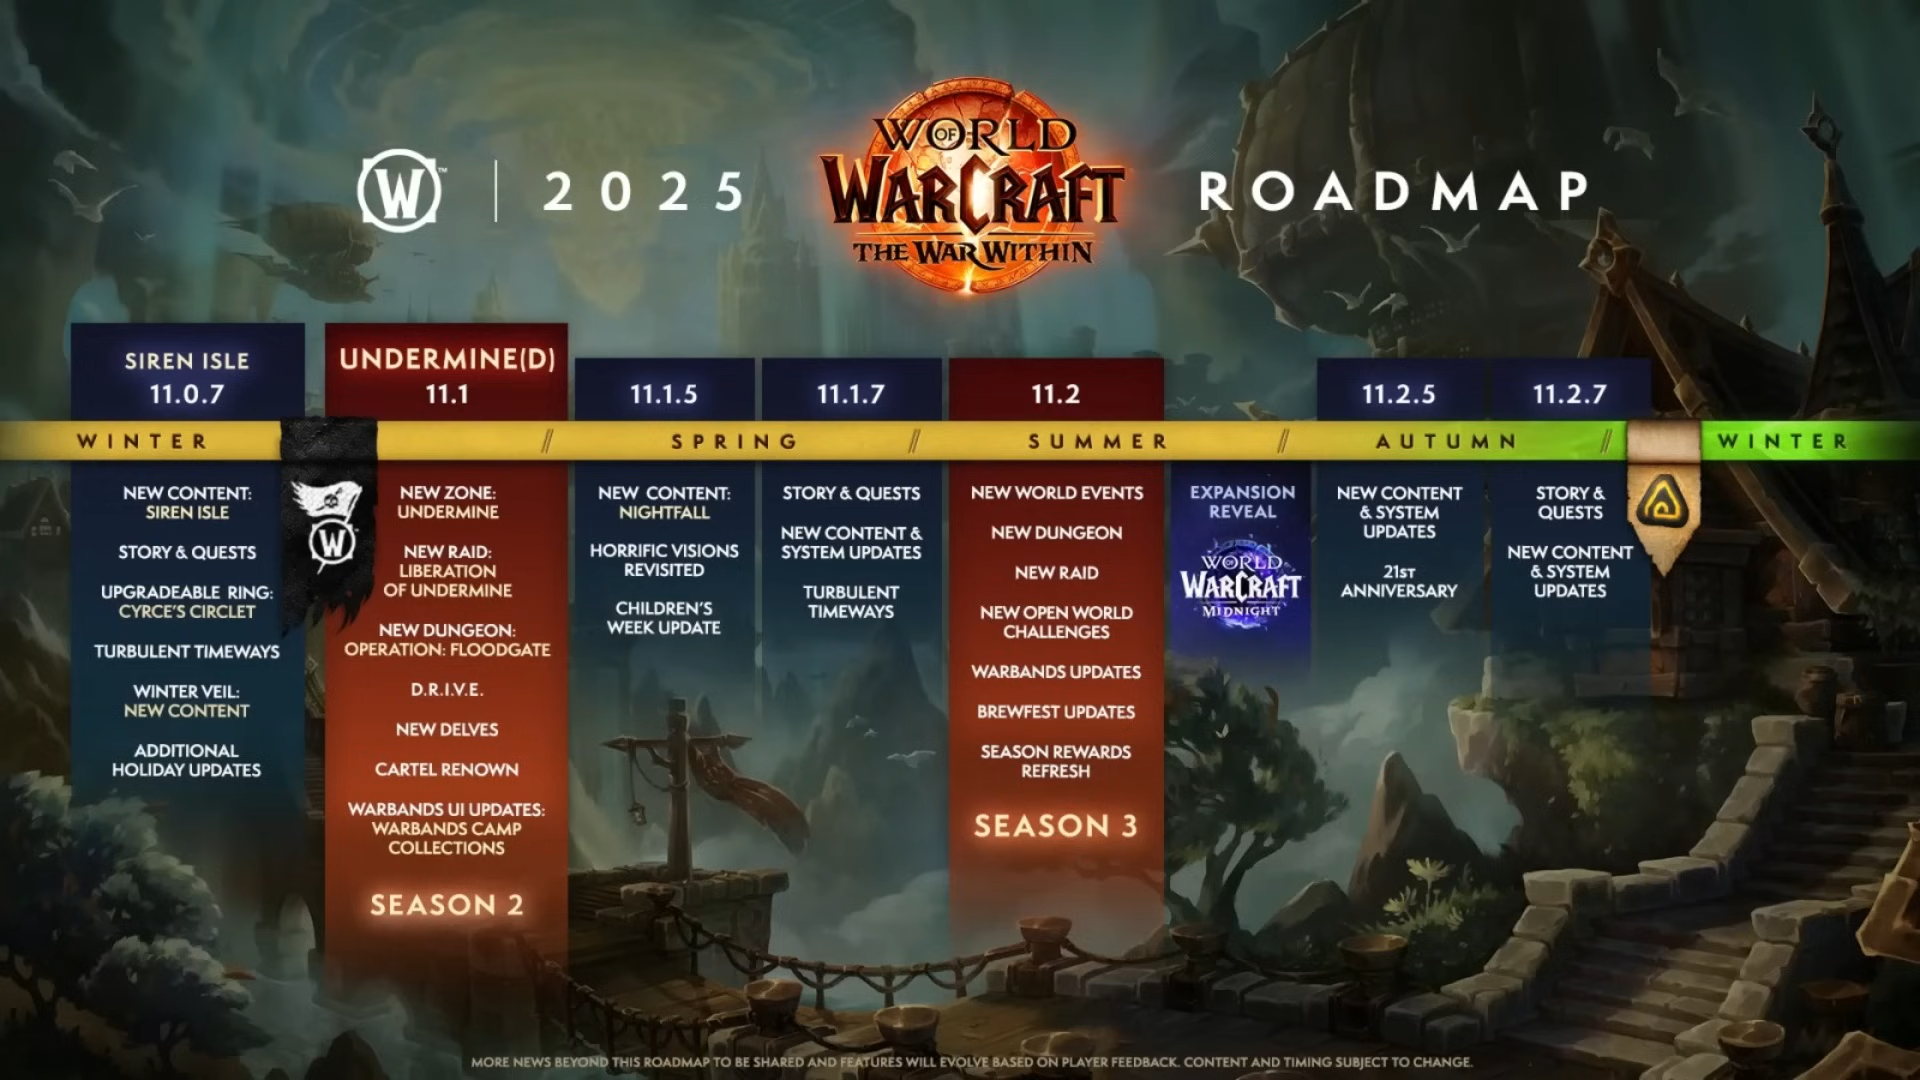 W™ | 2025
WORLD
OF
WARCRAFT
THE WAR WITHIN
ROADMAP
SIREN ISLE
11.0.7
UNDERMINE(D)
11.1
11.1.5
11.1.7
11.2
11.2.5
11.2.7
WINTER // SPRING // SUMMER // AUTUMN // WINTER
NEW CONTENT:
SIREN ISLE
STORY & QUESTS
UPGRADEABLE RING:
CYRCE'S CIRCLET
TURBULENT TIMEWAYS
WINTER VEIL:
NEW CONTENT
ADDITIONAL
HOLIDAY UPDATES
W
NEW ZONE:
UNDERMINE
NEW RAID:
LIBERATION
OF UNDERMINE
NEW DUNGEON:
OPERATION: FLOODGATE
D.R.I.V.E.
NEW DELVES
CARTEL RENOWN
WARBANDS UI UPDATES:
WARBANDS CAMP
COLLECTIONS
SEASON 2
NEW CONTENT:
NIGHTFALL
HORRIFIC VISIONS
REVISITED
CHILDREN'S
WEEK UPDATE
STORY & QUESTS
NEW CONTENT &
SYSTEM UPDATES
TURBULENT
TIMEWAYS
NEW WORLD EVENTS
NEW DUNGEON
NEW RAID
NEW OPEN WORLD
CHALLENGES
WARBANDS UPDATES
BREWFEST UPDATES
SEASON REWARDS
REFRESH
SEASON 3
EXPANSION
REVEAL
WORLD
OF
WARCRAFT
MIDNIGHT
NEW CONTENT
& SYSTEM
UPDATES
21ST
ANNIVERSARY
STORY &
QUESTS
NEW CONTENT
& SYSTEM
UPDATES
MORE NEWS BEYOND THIS ROADMAP TO BE SHARED AND FEATURES WILL EVOLVE BASED ON PLAYER FEEDBACK. CONTENT AND TIMING SUBJECT TO CHANGE.